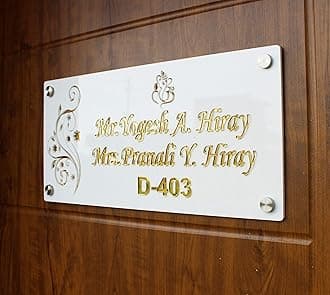 Mr.Yogesh A. Hiray
Mrs.Pranali Y. Hiray
D-403